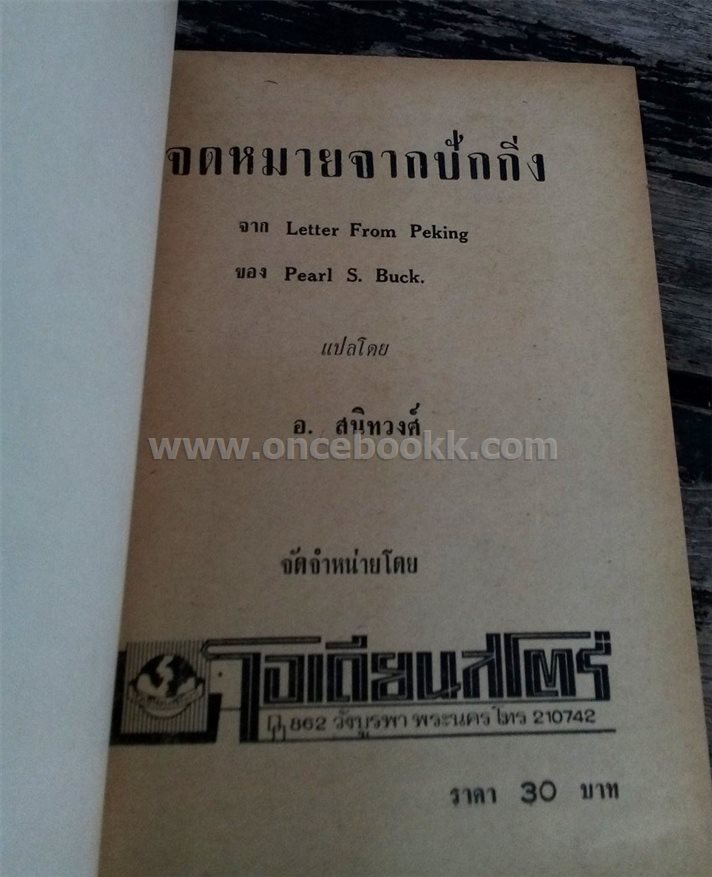 จดหมายจากปักกิ่ง
จาก Letter From Peking
ของ Pearl S. Buck.
แปลโดย
อ. สนิทวงศ์
www.oncebookk.com
จัดจำหน่ายโดย
โอเดียนสโตร์
862 วังบูรพา พระนคร โทร 210742
ราคา 30 บาท